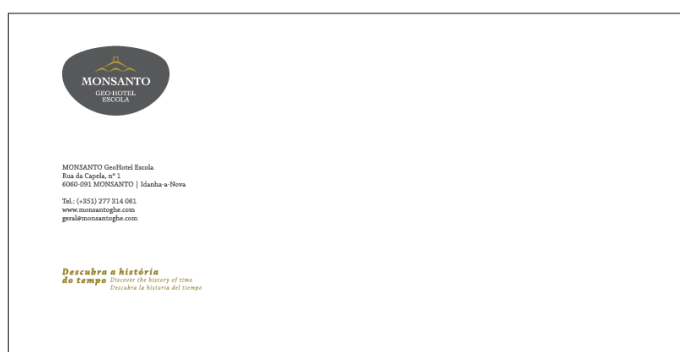 MONSANTO
GEO-HOTEL
ESCOLA
MONSANTO GeoHotel Escola
Rua da Capela, nº 1
6060-091 MONSANTO | Idanha-a-Nova
Tel.: (+351) 277 314 061
www.monsantoghe.com
geral@monsantoghe.com
Descubra a história
do tempo Discover the history of time
Descubra la historia del tiempo